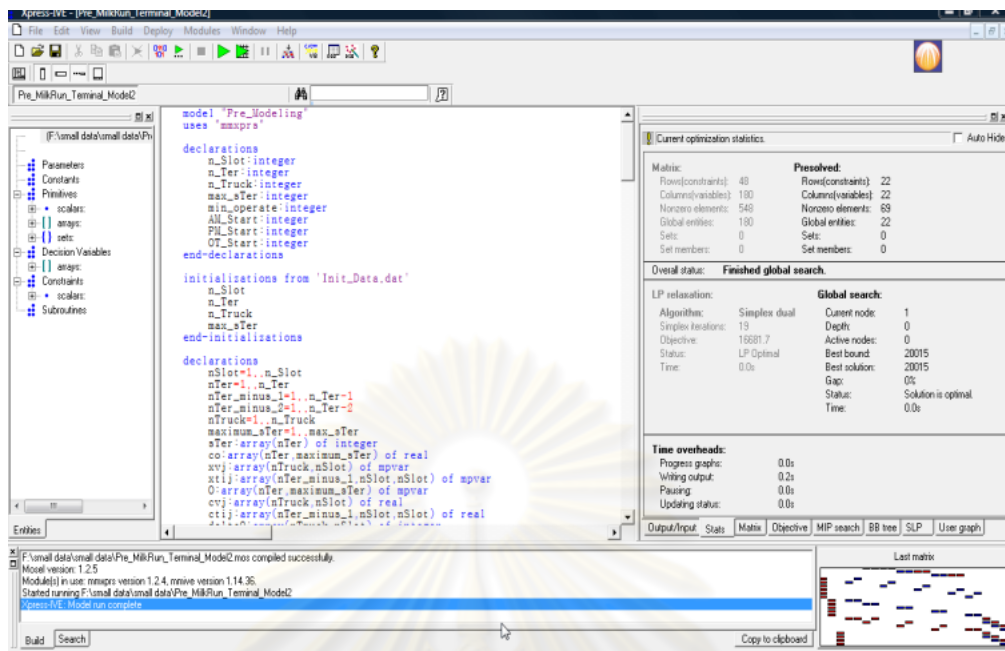 Xpress-IVE - [Pre_MilkRun_Terminal_Model2]
File Edit View Build Deploy Modules Window Help
Pre_MilkRun_Terminal_Model2
(F:\small data\small data\Pr
Parameters
Constants
Primitives
scalars:
arrays:
sets:
Decision Variables
arrays:
Constraints
scalars:
Subroutines
Entities
model "Pre_Modeling"
uses "mmxprs"
declarations
n_Slot:integer
n_Ter:integer
n_Truck:integer
max_sTer:integer
min_operate:integer
AM_Start:integer
PM_Start:integer
OT_Start:integer
end-declarations
initializations from 'Init_Data.dat'
n_Slot
n_Ter
n_Truck
max_sTer
end-initialisations
declarations
nSlot=1..n_Slot
nTer=1..n_Ter
nTer_minus_1=1..n_Ter-1
nTer_minus_2=1..n_Ter-2
nTruck=1..n_Truck
maximum_sTer=1..max_sTer
sTer:array(nTer) of integer
co:array(nTer,maximum_sTer) of real
xvj:array(nTruck,nSlot) of mpvar
xtij:array(nTer_minus_1,nSlot,nSlot) of mpvar
O:array(nTer,maximum_sTer) of mpvar
cvj:array(nTruck,nSlot) of real
ctij:array(nTer_minus_1,nSlot,nSlot) of real
Current optimization statistics.
Auto Hide
Matrix:
Rows(constraints): 48
Columns(variables): 180
Nonzero elements: 548
Global entities: 180
Sets: 0
Set members: 0
Presolved:
Rows(constraints): 22
Columns(variables): 22
Nonzero elements: 69
Global entities: 22
Sets: 0
Set members: 0
Overall status: Finished global search.
LP relaxation:
Algorithm: Simplex dual
Simplex iterations: 19
Objective: 16681.7
Status: LP Optimal
Time: 0.0s
Global search:
Current node: 1
Depth: 0
Active nodes: 0
Best bound: 20015
Best solution: 20015
Gap: 0%
Status: Solution is optimal.
Time: 0.0s
Time overheads:
Progress graphs: 0.0s
Writing output: 0.2s
Pausing: 0.0s
Updating status: 0.0s
Output/Input Stats Matrix Objective MIP search BB tree SLP User graph
F:\small data\small data\Pre_MilkRun_Terminal_Model2.mos compiled successfully.
Mosel version: 1.2.5
Module(s) in use: mmxprs version 1.2.4, mmive version 1.14.36.
Started running F:\small data\small data\Pre_MilkRun_Terminal_Model2
Xpress-IVE: Model run complete
Build Search
Copy to clipboard
Last matrix